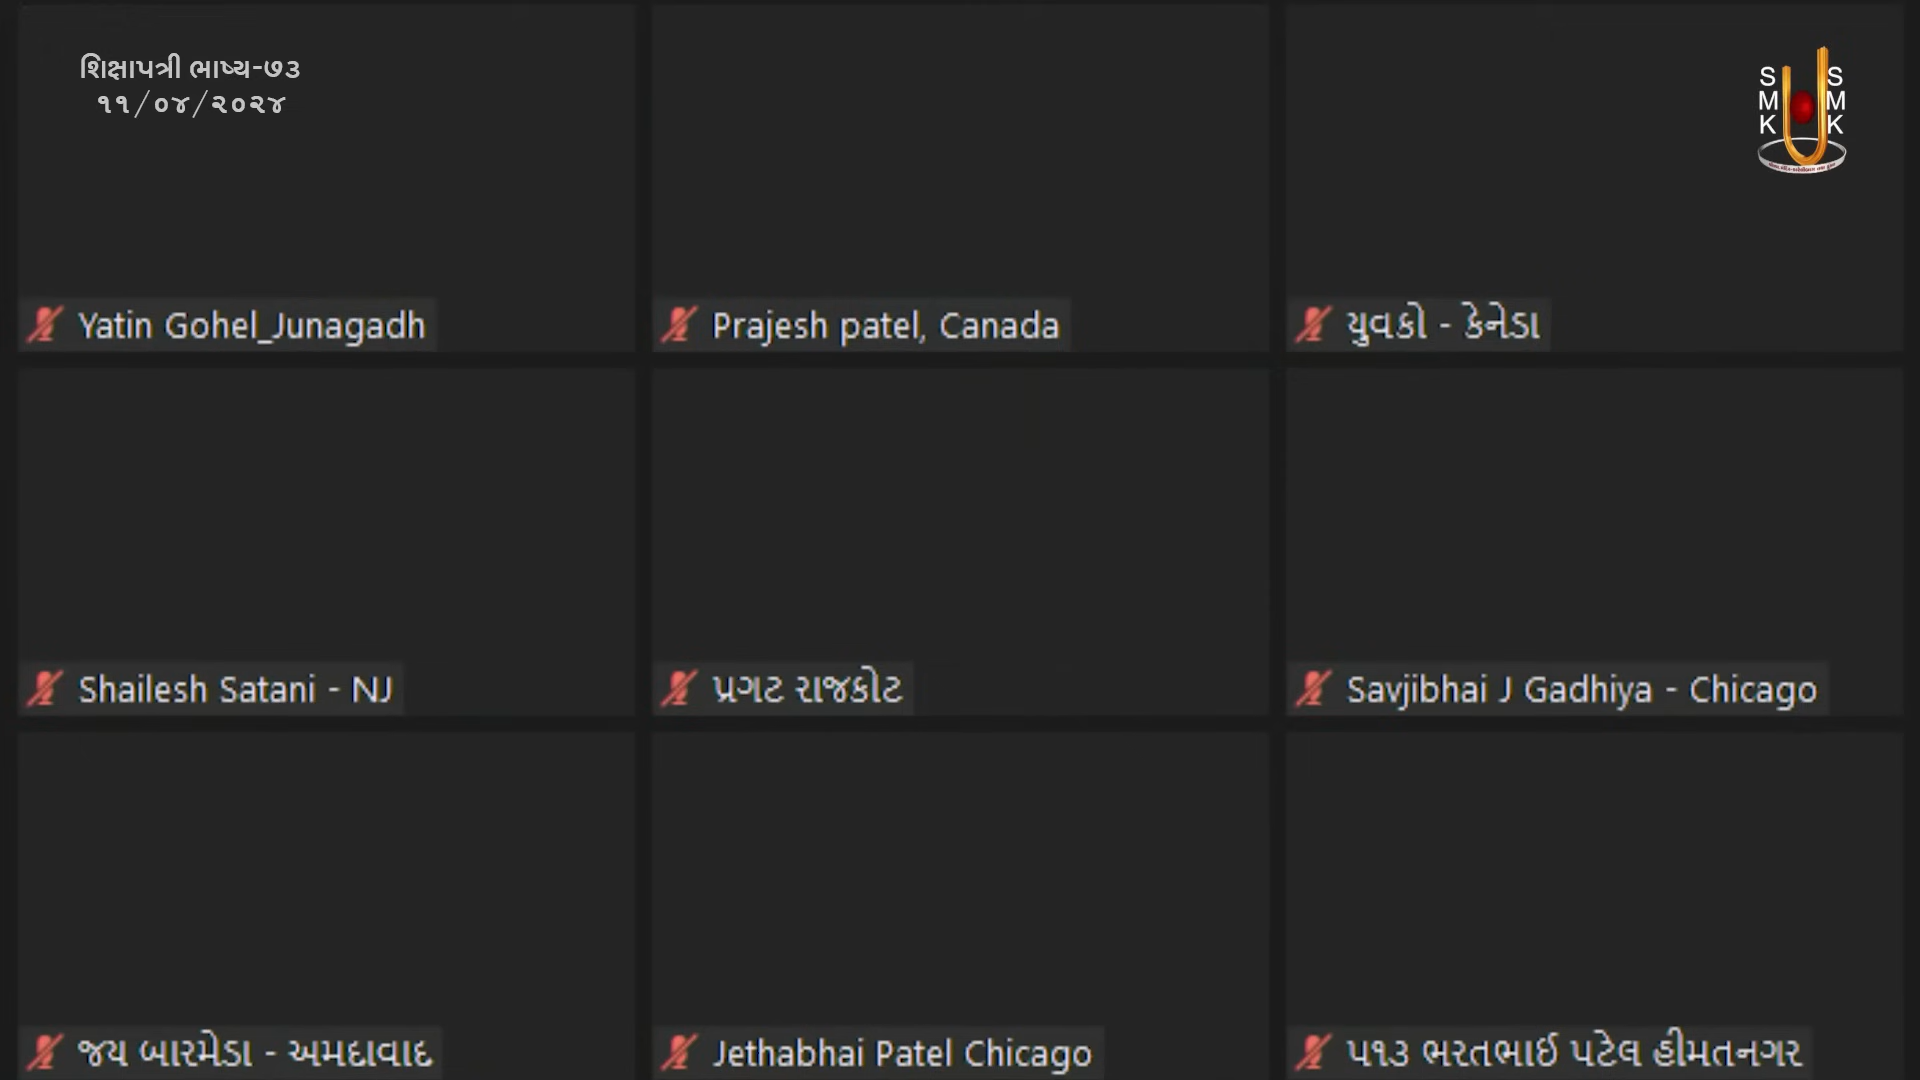 શિક્ષાપત્રી ભાષ્ય-૭૩
૧૧/૦૪/૨૦૨૪
S S
M M
K K
Yatin Gohel_Junagadh
Prajesh patel, Canada
યુવકો - કેનેડા
Shailesh Satani - NJ
પ્રગટ રાજકોટ
Savjibhai J Gadhiya - Chicago
જય બારમેડા - અમદાવાદ
Jethabhai Patel Chicago
પ૧૩ ભરતભાઈ પટેલ હીમતનગર